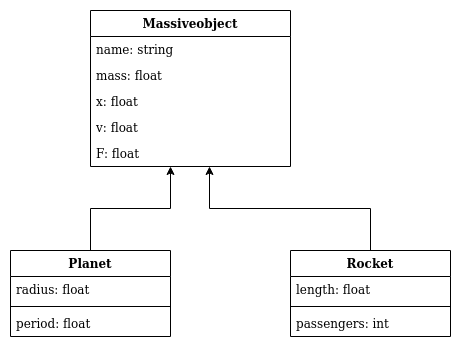 Massiveobject
name: string
mass: float
x: float
v: float
F: float
Planet
radius: float
period: float
Rocket
length: float
passengers: int